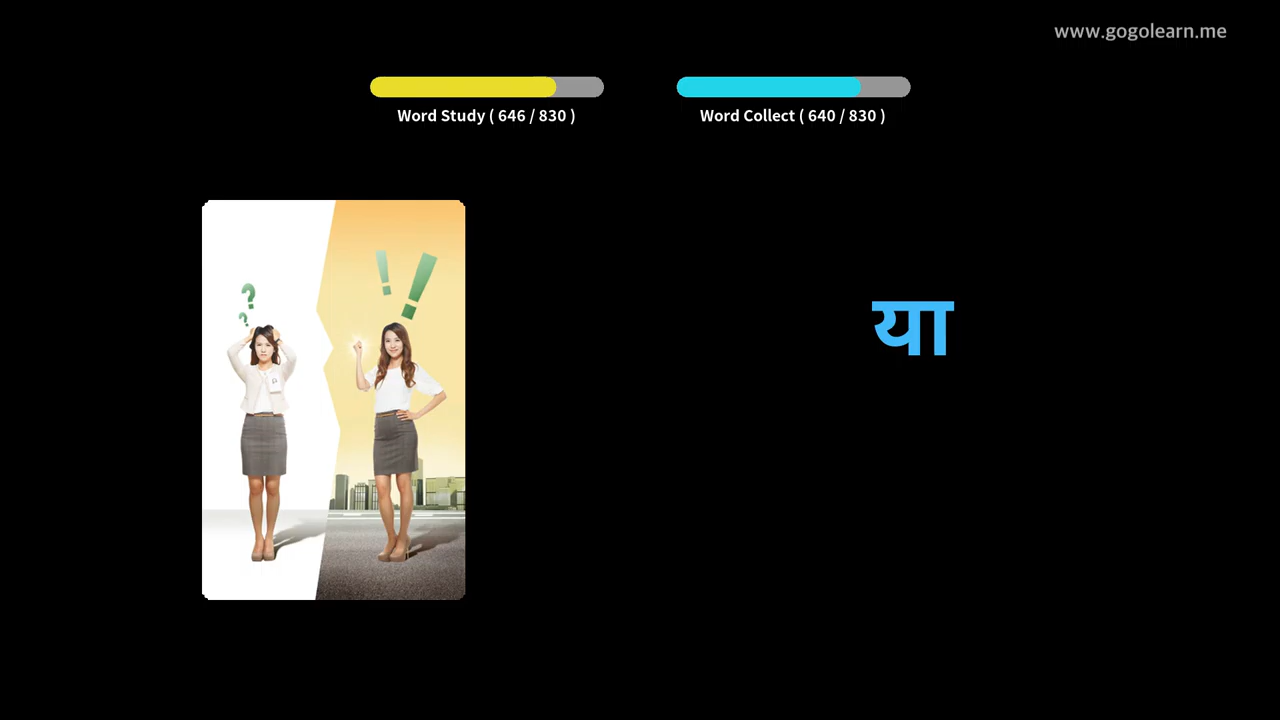 www.gogolearn.me
Word Study ( 646 / 830 )
Word Collect ( 640 / 830 )
? ? ! !
या